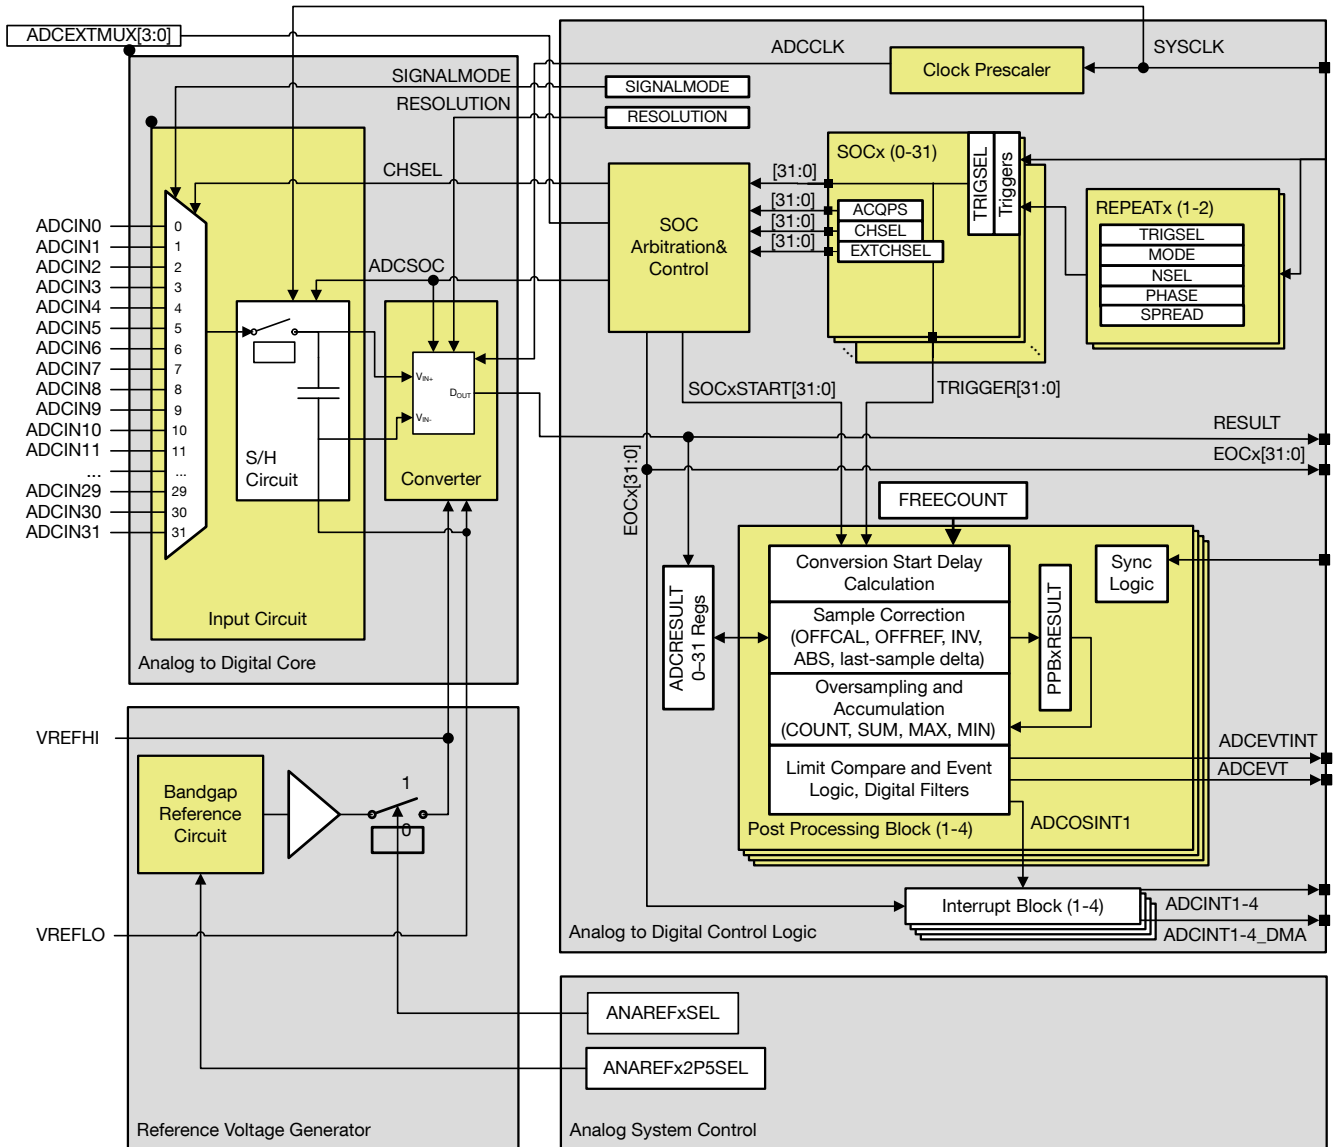 ADCEXTMUX[3:0]
ADCCLK
SYSCLK
Clock Prescaler
SIGNALMODE
SIGNALMODE
RESOLUTION
RESOLUTION
CHSEL
ADCSOC
SOC
Arbitration&
Control
[31:0]
[31:0]
[31:0]
[31:0]
SOCx (0-31)
TRIGSEL
Triggers
ACQPS
CHSEL
EXTCHSEL
REPEATx (1-2)
TRIGSEL
MODE
NSEL
PHASE
SPREAD
ADCIN0
0
ADCIN1
1
ADCIN2
2
ADCIN3
3
ADCIN4
4
ADCIN5
5
ADCIN6
6
ADCIN7
7
ADCIN8
8
ADCIN9
9
ADCIN10
10
ADCIN11
11
...
...
ADCIN29
29
ADCIN30
30
ADCIN31
31
S/H
Circuit
VIN+
VIN-
DOUT
Converter
Input Circuit
Analog to Digital Core
SOCxSTART[31:0]
TRIGGER[31:0]
RESULT
EOCx[31:0]
EOCx[31:0]
FREECOUNT
ADCRESULT
0–31 Regs
Conversion Start Delay
Calculation
Sample Correction
(OFFCAL, OFFREF, INV,
ABS, last-sample delta)
Oversampling and
Accumulation
(COUNT, SUM, MAX, MIN)
Limit Compare and Event
Logic, Digital Filters
PPBxRESULT
Sync
Logic
ADCEVTINT
ADCEVT
ADCOSINT1
Post Processing Block (1-4)
Interrupt Block (1-4)
ADCINT1-4
ADCINT1-4_DMA
Analog to Digital Control Logic
VREFHI
Bandgap
Reference
Circuit
1
0
VREFLO
Reference Voltage Generator
ANAREFxSEL
ANAREFx2P5SEL
Analog System Control